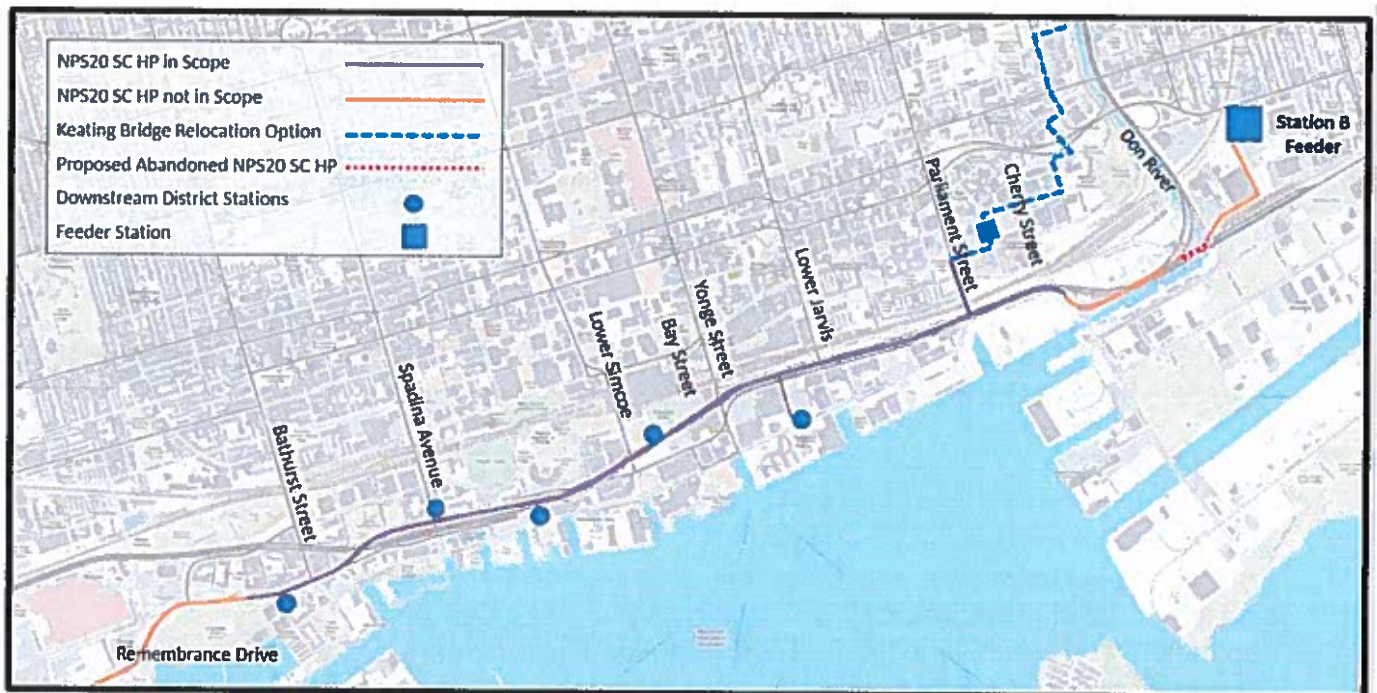 NPS20 SC HP in Scope
NPS20 SC HP not in Scope
Keating Bridge Relocation Option
Proposed Abandoned NPS20 SC HP
Downstream District Stations
Feeder Station
Station B
Feeder
Don River
Cherry Street
Parliament Street
Lower Jarvis
Yonge Street
Bay Street
Lower Simcoe
Spadina Avenue
Bathurst Street
Remembrance Drive